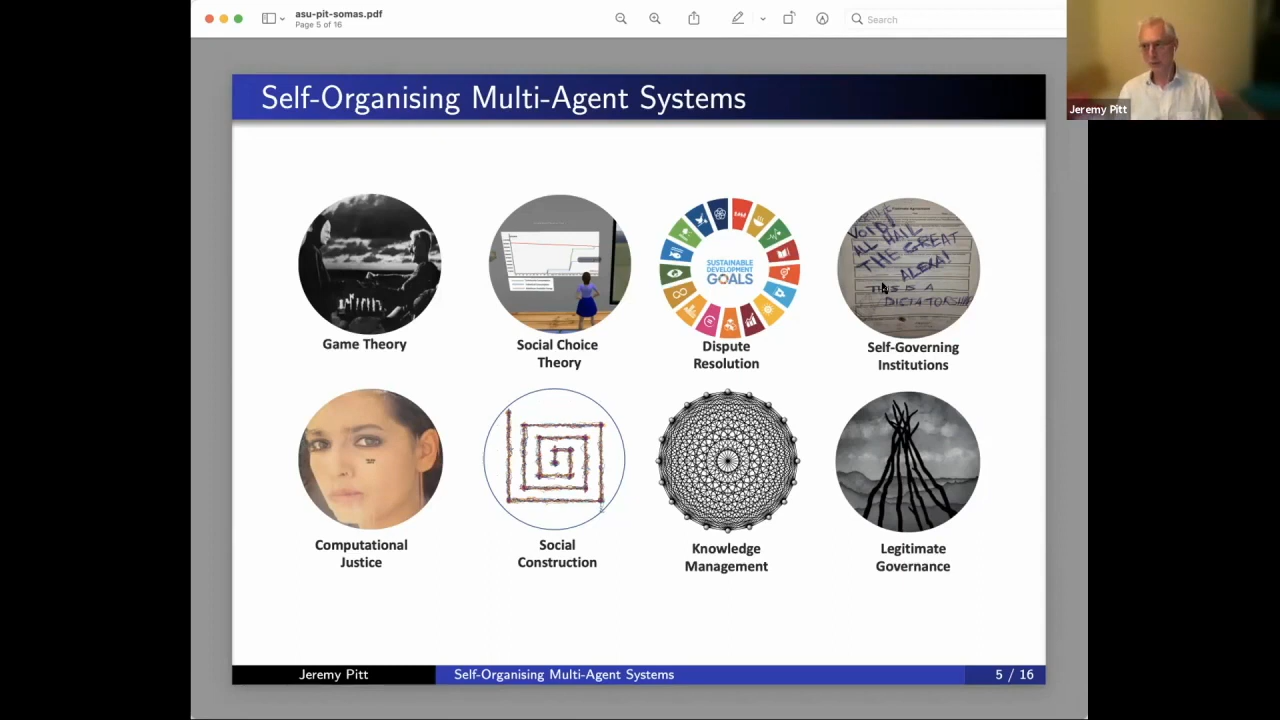 asu-pit-somas.pdf
Page 5 of 16
Search
Jeremy Pitt
Self-Organising Multi-Agent Systems
SUSTAINABLE
DEVELOPMENT
GOALS
VOID!
ALL HAIL
THE GREAT
ALEXA!
THIS IS A
DICTATORSHIP
Game Theory
Social Choice
Theory
Dispute
Resolution
Self-Governing
Institutions
Computational
Justice
Social
Construction
Knowledge
Management
Legitimate
Governance
Jeremy Pitt
Self-Organising Multi-Agent Systems
5 / 16